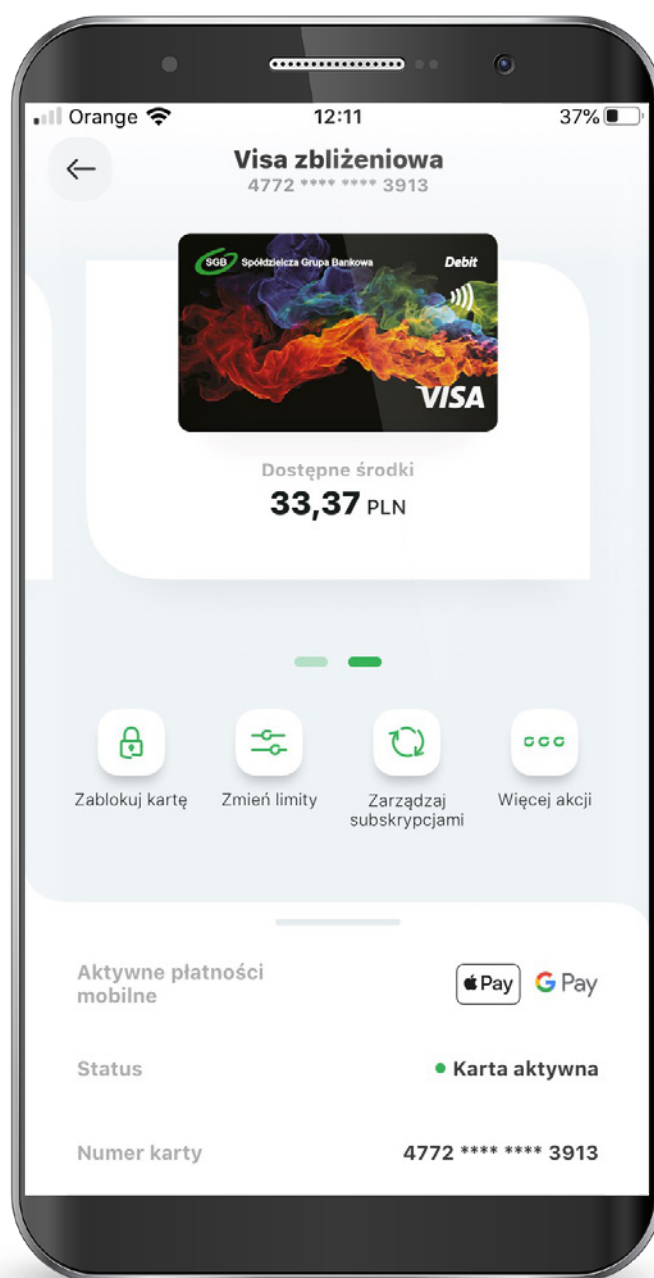 Orange 12:11 37%
Visa zbliżeniowa
4772 **** **** 3913
SGB Spółdzielcza Grupa Bankowa Debit
VISA
Dostępne środki
33,37 PLN
Zablokuj kartę Zmień limity Zarządzaj subskrypcjami Więcej akcji
Aktywne płatności
mobilne
Pay G Pay
Status Karta aktywna
Numer karty 4772 **** **** 3913